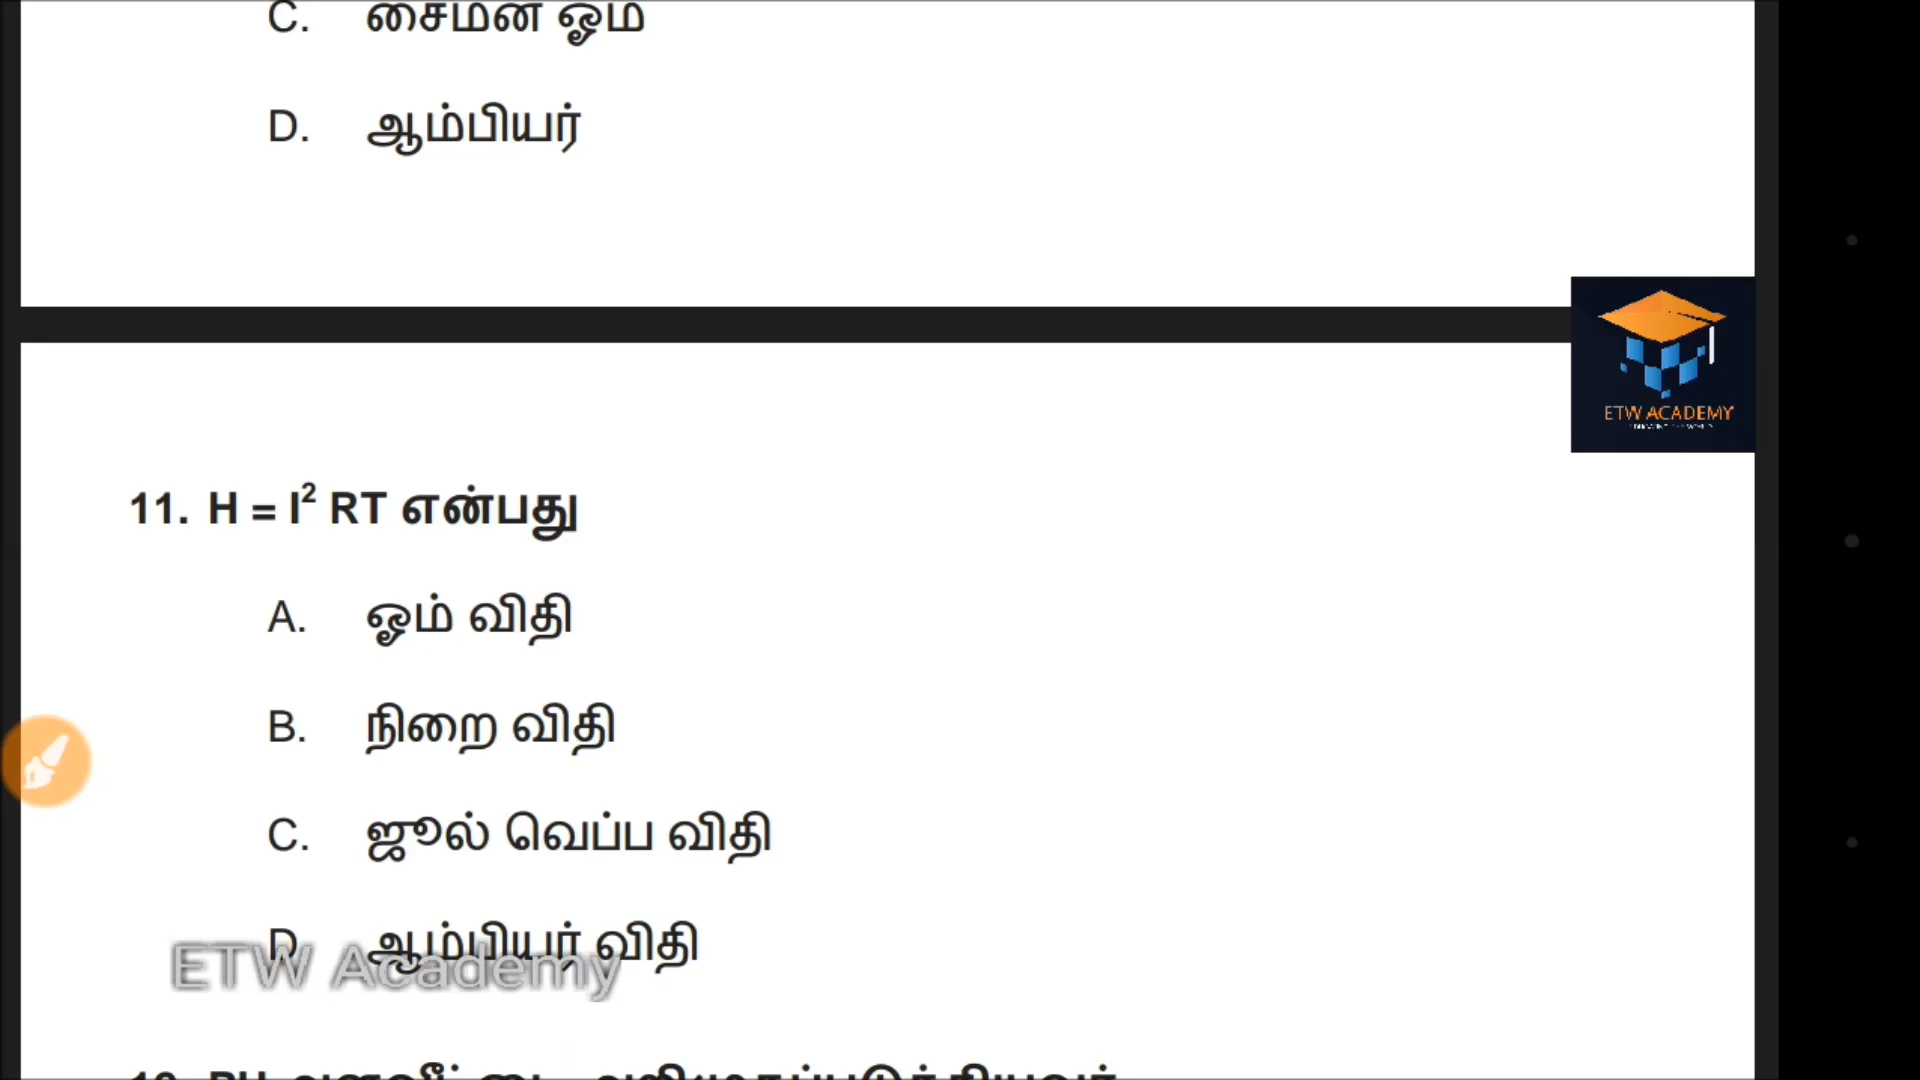 C. சைமன் ஓம்
D. ஆம்பியர்
ETW ACADEMY
11. H = I² RT என்பது
A. ஓம் விதி
B. நிறை விதி
C. ஜூல் வெப்ப விதி
D. ஆம்பியர் விதி
ETW Academy